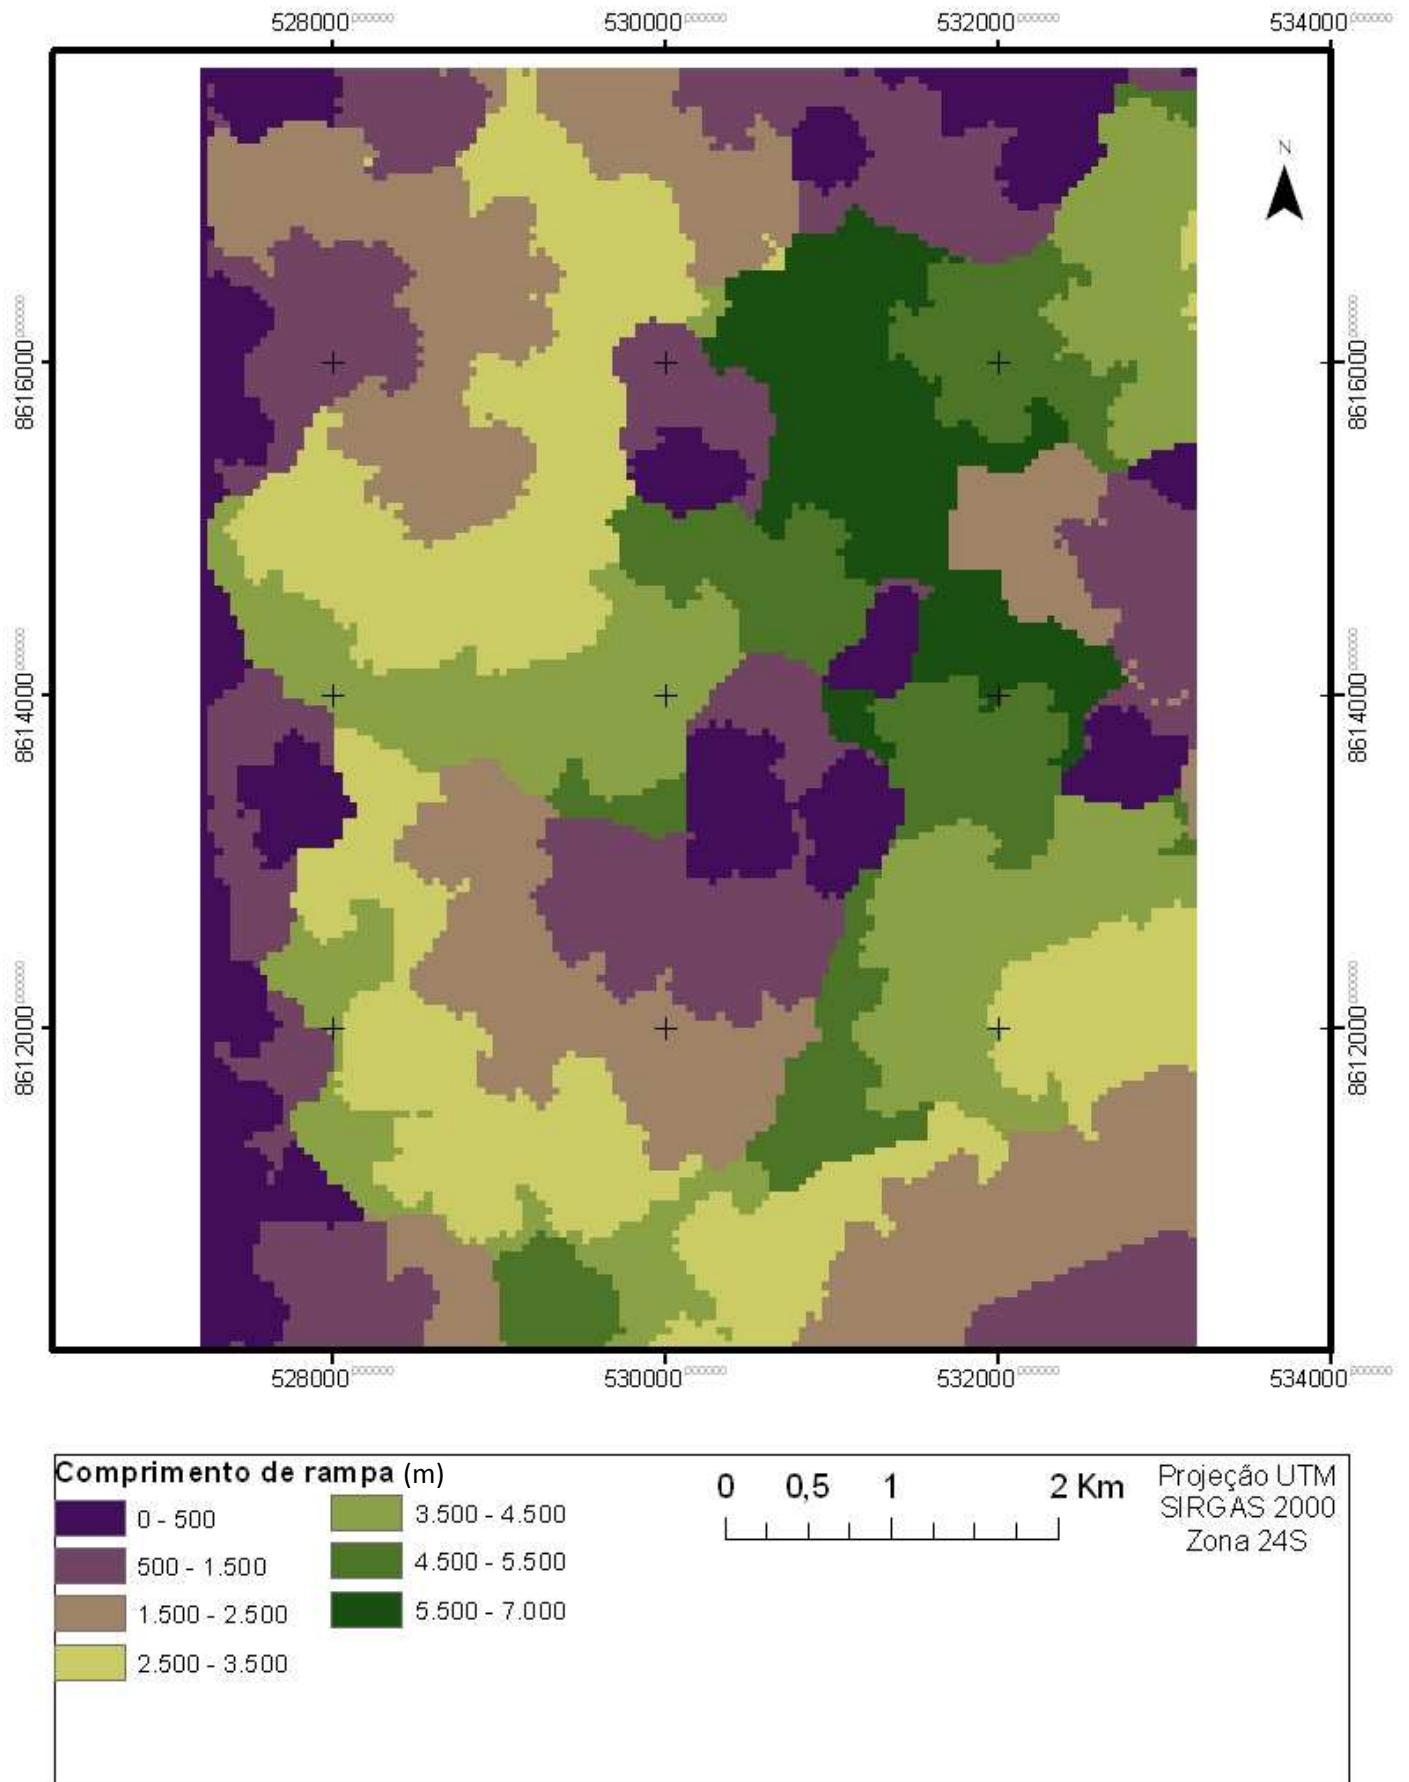 528000°°°°°° 530000°°°°°° 532000°°°°°° 534000°°°°°°
N
8616000°°°°°° 8616000°°°°°°
8614000°°°°°° 8614000°°°°°°
8612000°°°°°° 8612000°°°°°°
528000°°°°°° 530000°°°°°° 532000°°°°°° 534000°°°°°°
Comprimento de rampa (m)
0 - 500
500 - 1.500
1.500 - 2.500
2.500 - 3.500
3.500 - 4.500
4.500 - 5.500
5.500 - 7.000
0 0,5 1 2 Km
Projeção UTM
SIRGAS 2000
Zona 24S